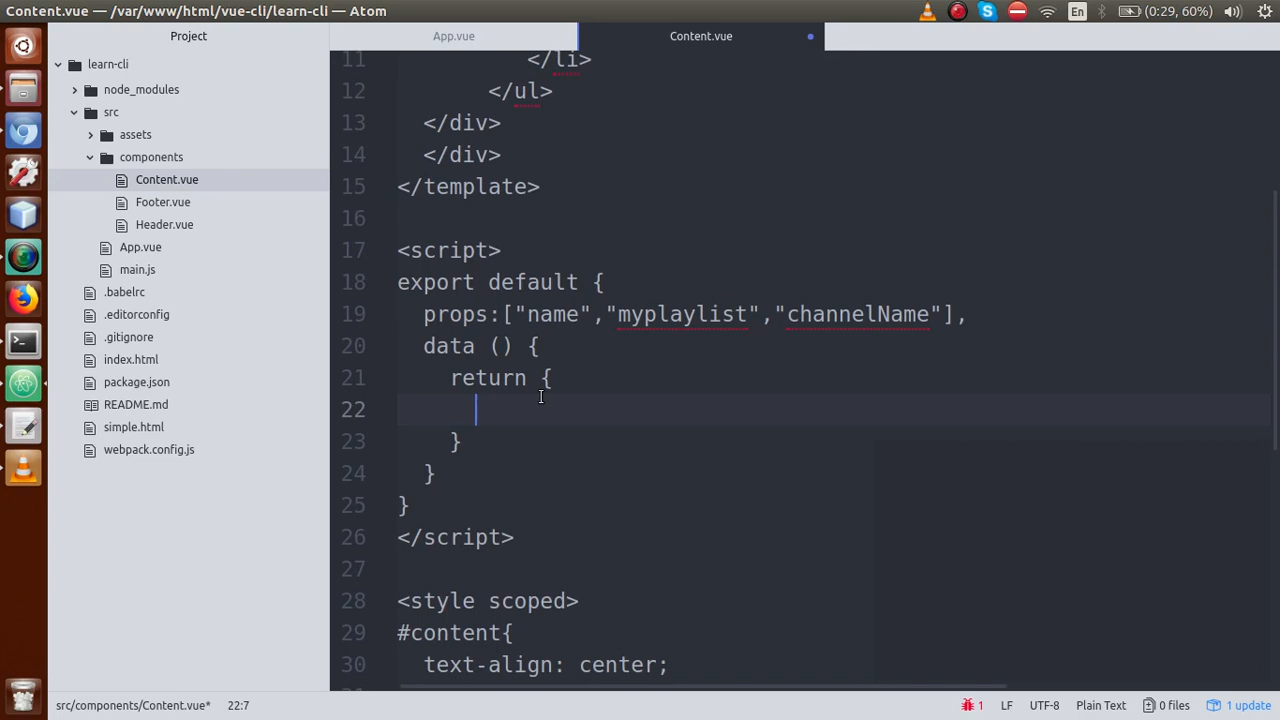 Content.vue — /var/www/html/vue-cli/learn-cli — Atom
En
(0:29, 60%)
Project
App.vue
Content.vue
learn-cli
node_modules
src
assets
components
Content.vue
Footer.vue
Header.vue
App.vue
main.js
.babelrc
.editorconfig
.gitignore
index.html
package.json
README.md
simple.html
webpack.config.js
11 </li>
12 </ul>
13 </div>
14 </div>
15 </template>
16
17 <script>
18 export default {
19 props:["name","myplaylist","channelName"],
20 data () {
21 return {
22
23 }
24 }
25 }
26 </script>
27
28 <style scoped>
29 #content{
30 text-align: center;
src/components/Content.vue* 22:7
1 LF UTF-8 Plain Text 0 files 1 update